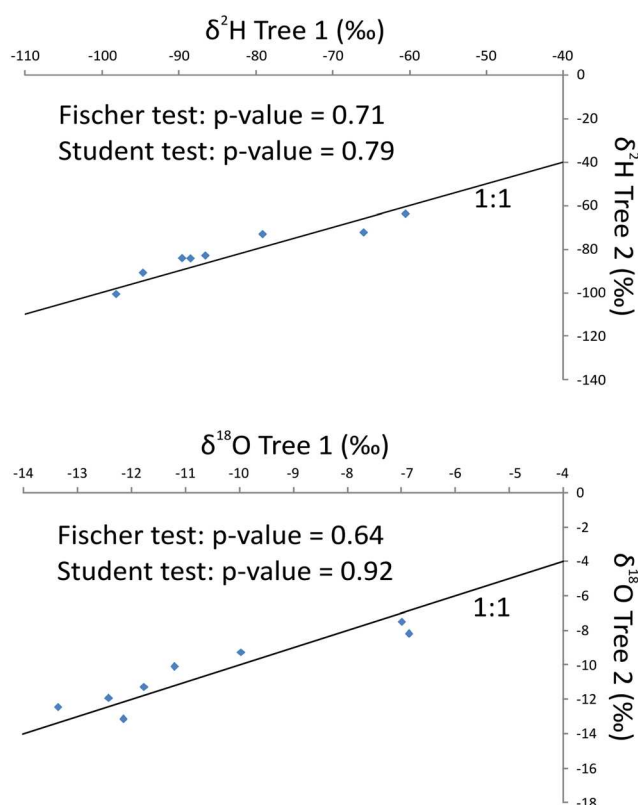 δ²H Tree 1 (‰)
-110 -100 -90 -80 -70 -60 -50 -40
0
-20
-40
-60
-80
-100
-120
-140
Fischer test: p-value = 0.71
Student test: p-value = 0.79
1:1
δ²H Tree 2 (‰)
δ¹⁸O Tree 1 (‰)
-14 -13 -12 -11 -10 -9 -8 -7 -6 -5 -4
0
-2
-4
-6
-8
-10
-12
-14
-16
-18
Fischer test: p-value = 0.64
Student test: p-value = 0.92
1:1
δ¹⁸O Tree 2 (‰)